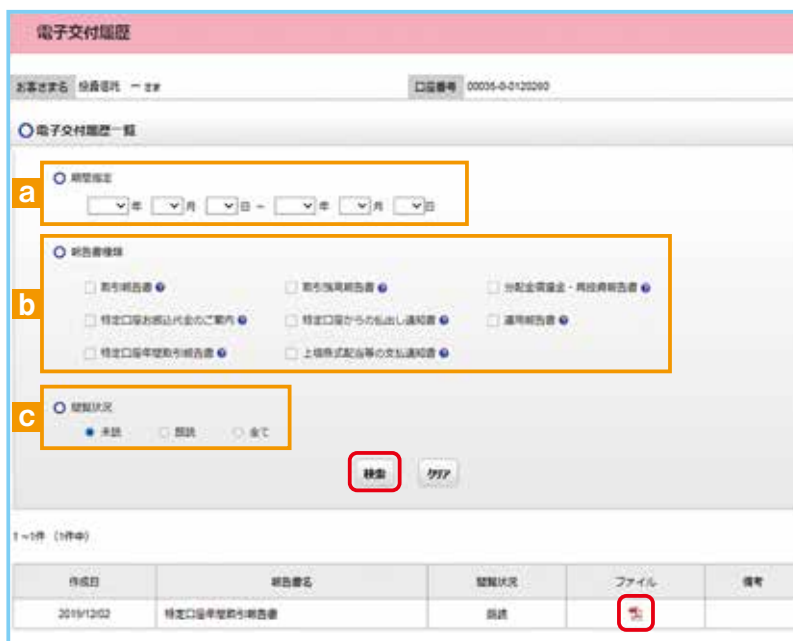 電子交付履歴
お客さま名 投資信託 一 さま 口座番号 00035-0-0120260
電子交付履歴一覧
a
期間指定
年 月 日 ~ 年 月 日
b
報告書種類
取引報告書 取引残高報告書 分配金償還金・再投資報告書
特定口座お振込代金のご案内 特定口座からの払出し通知書 運用報告書
特定口座年間取引報告書 上場株式配当等の支払通知書
c
閲覧状況
未読 既読 全て
検索 クリア
1~1件 (1件中)
作成日 報告書名 閲覧状況 ファイル 備考
2019/12/02 特定口座年間取引報告書 既読